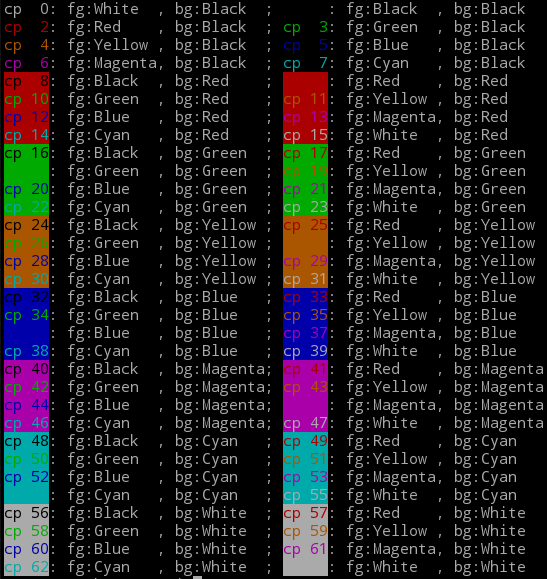 cp  0: fg:White  , bg:Black  ;      : fg:Black  , bg:Black
cp  2: fg:Red    , bg:Black  ; cp  3: fg:Green  , bg:Black
cp  4: fg:Yellow , bg:Black  ; cp  5: fg:Blue   , bg:Black
cp  6: fg:Magenta, bg:Black  ; cp  7: fg:Cyan   , bg:Black
cp  8: fg:Black  , bg:Red    ;      : fg:Red    , bg:Red
cp 10: fg:Green  , bg:Red    ; cp 11: fg:Yellow , bg:Red
cp 12: fg:Blue   , bg:Red    ; cp 13: fg:Magenta, bg:Red
cp 14: fg:Cyan   , bg:Red    ; cp 15: fg:White  , bg:Red
cp 16: fg:Black  , bg:Green  ; cp 17: fg:Red    , bg:Green
     : fg:Green  , bg:Green  ; cp 19: fg:Yellow , bg:Green
cp 20: fg:Blue   , bg:Green  ; cp 21: fg:Magenta, bg:Green
cp 22: fg:Cyan   , bg:Green  ; cp 23: fg:White  , bg:Green
cp 24: fg:Black  , bg:Yellow ; cp 25: fg:Red    , bg:Yellow
cp 26: fg:Green  , bg:Yellow ;      : fg:Yellow , bg:Yellow
cp 28: fg:Blue   , bg:Yellow ; cp 29: fg:Magenta, bg:Yellow
cp 30: fg:Cyan   , bg:Yellow ; cp 31: fg:White  , bg:Yellow
cp 32: fg:Black  , bg:Blue   ; cp 33: fg:Red    , bg:Blue
cp 34: fg:Green  , bg:Blue   ; cp 35: fg:Yellow , bg:Blue
     : fg:Blue   , bg:Blue   ; cp 37: fg:Magenta, bg:Blue
cp 38: fg:Cyan   , bg:Blue   ; cp 39: fg:White  , bg:Blue
cp 40: fg:Black  , bg:Magenta; cp 41: fg:Red    , bg:Magenta
cp 42: fg:Green  , bg:Magenta; cp 43: fg:Yellow , bg:Magenta
cp 44: fg:Blue   , bg:Magenta;      : fg:Magenta, bg:Magenta
cp 46: fg:Cyan   , bg:Magenta; cp 47: fg:White  , bg:Magenta
cp 48: fg:Black  , bg:Cyan   ; cp 49: fg:Red    , bg:Cyan
cp 50: fg:Green  , bg:Cyan   ; cp 51: fg:Yellow , bg:Cyan
cp 52: fg:Blue   , bg:Cyan   ; cp 53: fg:Magenta, bg:Cyan
     : fg:Cyan   , bg:Cyan   ; cp 55: fg:White  , bg:Cyan
cp 56: fg:Black  , bg:White  ; cp 57: fg:Red    , bg:White
cp 58: fg:Green  , bg:White  ; cp 59: fg:Yellow , bg:White
cp 60: fg:Blue   , bg:White  ; cp 61: fg:Magenta, bg:White
cp 62: fg:Cyan   , bg:White  ;      : fg:White  , bg:White